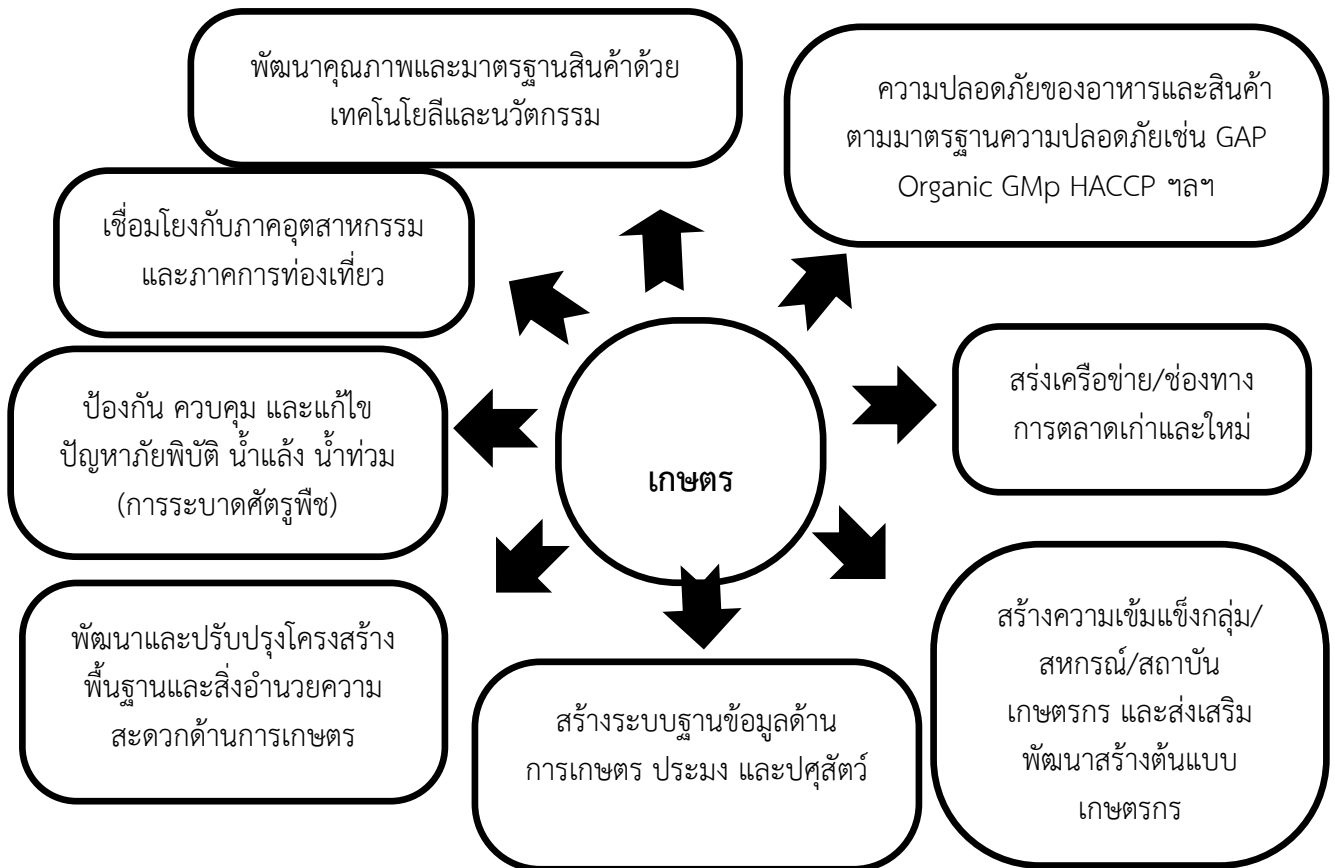 พัฒนาคุณภาพและมาตรฐานสินค้าด้วย
เทคโนโยลีและนวัตกรรม
ความปลอดภัยของอาหารและสินค้า
ตามมาตรฐานความปลอดภัยเช่น GAP
Organic GMp HACCP ฯลฯ
เชื่อมโยงกับภาคอุตสาหกรรม
และภาคการท่องเที่ยว
สร่งเครือข่าย/ช่องทาง
การตลาดเก่าและใหม่
ป้องกัน ควบคุม และแก้ไข
ปัญหาภัยพิบัติ น้ำแล้ง น้ำท่วม
(การระบาดศัตรูพืช)
เกษตร
สร้างความเข้มแข็งกลุ่ม/
สหกรณ์/สถาบัน
เกษตรกร และส่งเสริม
พัฒนาสร้างต้นแบบ
เกษตรกร
พัฒนาและปรับปรุงโครงสร้าง
พื้นฐานและสิ่งอำนวยความ
สะดวกด้านการเกษตร
สร้างระบบฐานข้อมูลด้าน
การเกษตร ประมง และปศุสัตว์